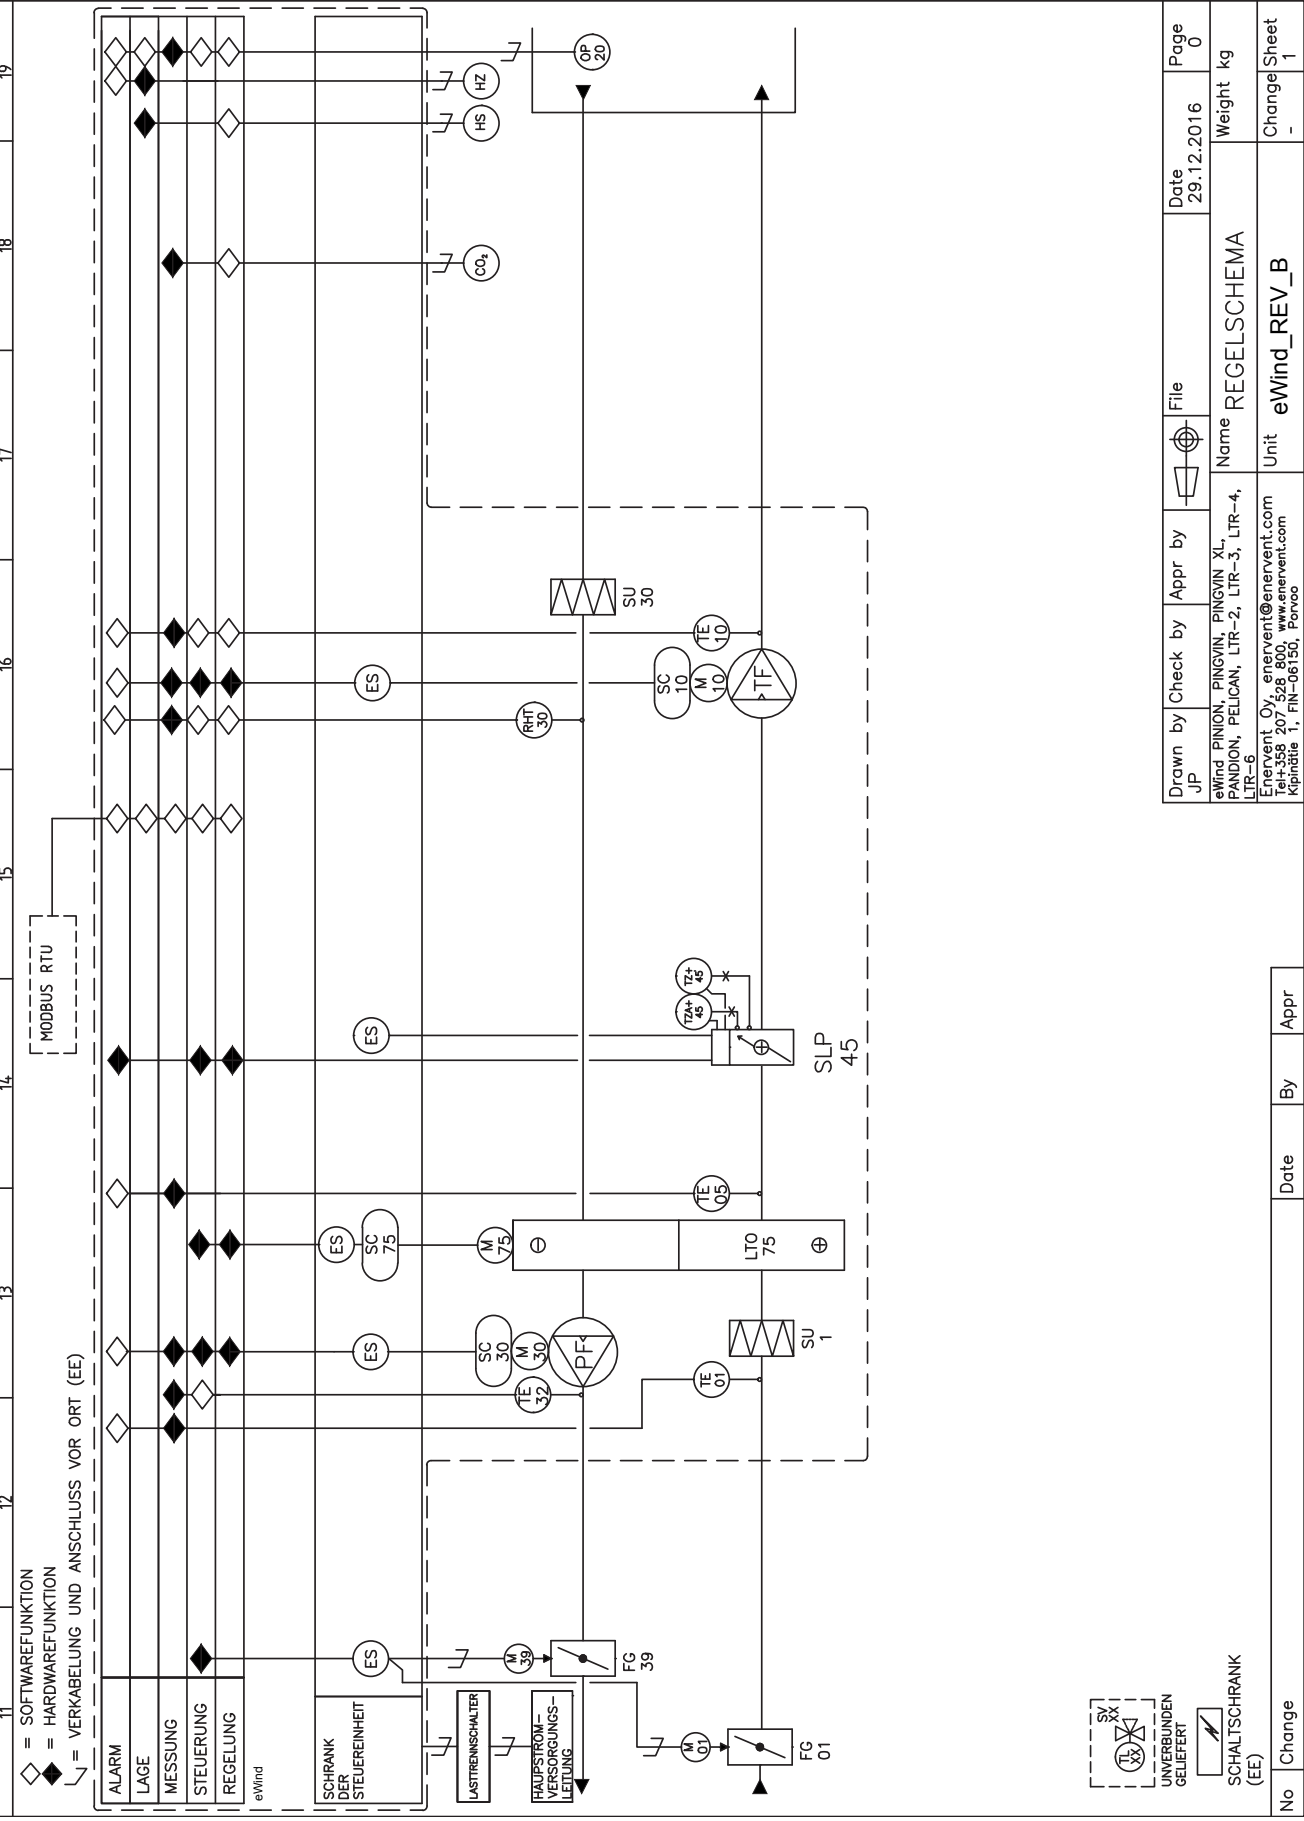 11
12
13
14
15
16
17
18
19
= SOFTWAREFUNKTION
= HARDWAREFUNKTION
= VERKABELUNG UND ANSCHLUSS VOR ORT (EE)
MODBUS RTU
ALARM
LAGE
MESSUNG
STEUERUNG
REGELUNG
eWind
SCHRANK
DER
STEUEREINHEIT
ES
ES
ES
ES
ES
SC
75
LASTTRENNSCHALTER
HAUPSTROM-
VERSORGUNGS-
LEITUNG
M
39
FG
39
TE
32
SC
30
M
30
PF
M
75
RHT
30
SU
30
CO₂
HS
HZ
OP
20
M
01
FG
01
TE
01
SU
1
LTO
75
TE
05
TZA+
45
TZ+
45
SLP
45
SC
10
M
10
TF
TE
10
SV
XX
TL
XX
UNVERBUNDEN
GELIEFERT
SCHALTSCHRANK
(EE)
No
Change
Date
By
Appr
Drawn by
JP
Check by
Appr by
File
Date
29.12.2016
Page
0
eWind PINION, PINGVIN, PINGVIN XL,
PANDION, PELICAN, LTR-2, LTR-3, LTR-4,
LTR-6
Name
REGELSCHEMA
Weight kg
Enervent Oy, enervent@enervent.com
Tel+358 207 528 800, www.enervent.com
Kipinätie 1, FIN-06150, Porvoo
Unit
eWind_REV_B
Change
-
Sheet
1